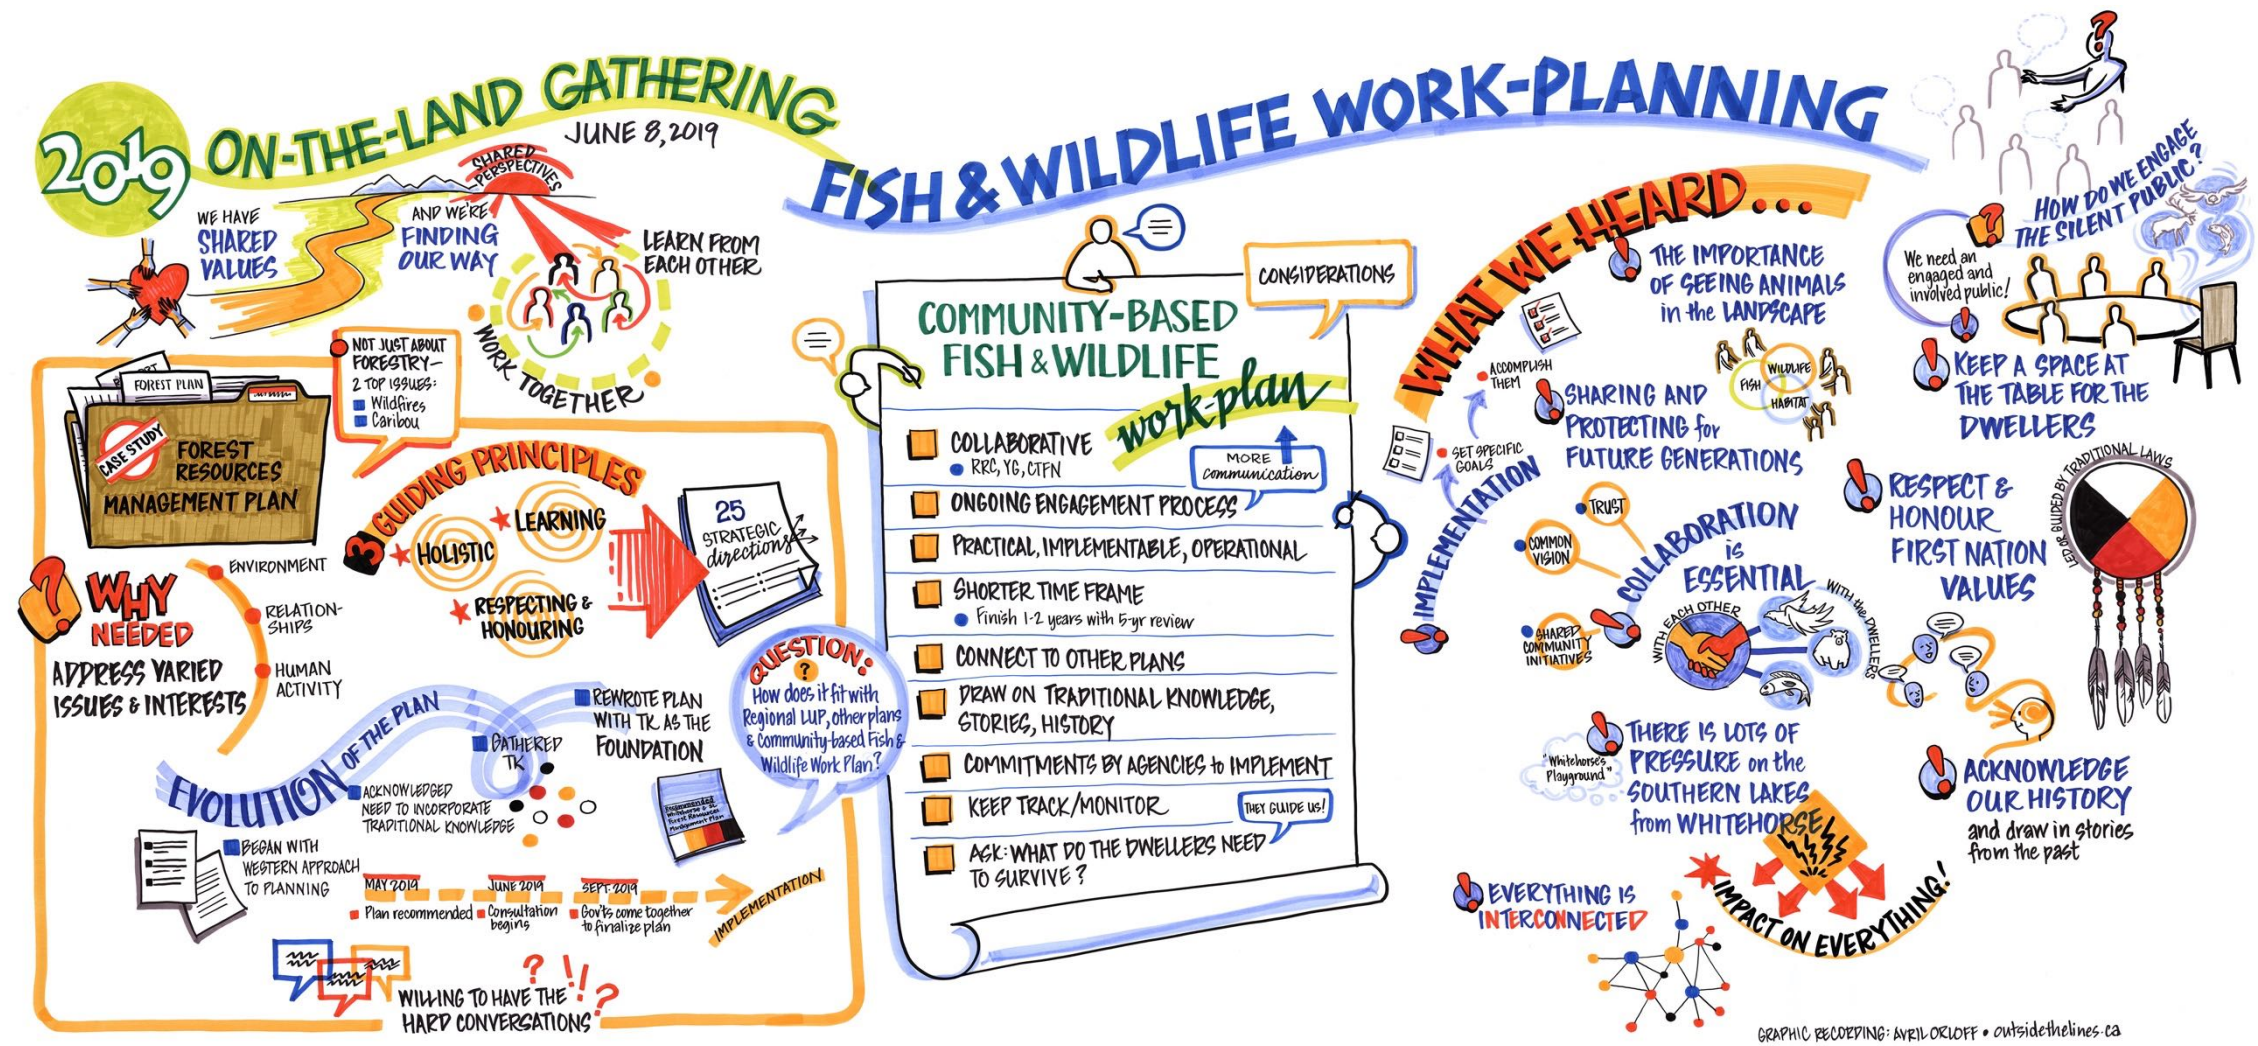 2019
ON-THE-LAND GATHERING
JUNE 8, 2019
FISH & WILDLIFE WORK-PLANNING
WE HAVE
SHARED
VALUES
AND WE'RE
FINDING
OUR WAY
SHARED
PERSPECTIVES
LEARN FROM
EACH OTHER
WORK TOGETHER
NOT JUST ABOUT
FORESTRY-
2 TOP ISSUES:
Wildfires
Caribou
FOREST PLAN
CASE STUDY
FOREST
RESOURCES
MANAGEMENT PLAN
3 GUIDING PRINCIPLES
HOLISTIC
LEARNING
RESPECTING &
HONOURING
25
STRATEGIC
directions
?
WHY
NEEDED
ADDRESS VARIED
ISSUES & INTERESTS
ENVIRONMENT
RELATION-
SHIPS
HUMAN
ACTIVITY
EVOLUTION OF THE PLAN
BEGAN WITH
WESTERN APPROACH
TO PLANNING
ACKNOWLEDGED
NEED TO INCORPORATE
TRADITIONAL KNOWLEDGE
GATHERED
TK
REWROTE PLAN
WITH TK AS THE
FOUNDATION
Recommended
Whitehorse &
Forest Resources
Management Plan
QUESTION:
?
How does it fit with
Regional LUP, other plans
& Community-based Fish &
Wildlife Work Plan?
MAY 2019
Plan recommended
JUNE 2019
Consultation
begins
SEPT. 2019
Gov'ts come together
to finalize plan
IMPLEMENTATION
WILLING TO HAVE THE
HARD CONVERSATIONS
? !! ?
CONSIDERATIONS
COMMUNITY-BASED
FISH & WILDLIFE
work-plan
COLLABORATIVE
RRC, YG, CTFN
MORE
communication
ONGOING ENGAGEMENT PROCESS
PRACTICAL, IMPLEMENTABLE, OPERATIONAL
SHORTER TIME FRAME
Finish 1-2 years with 5-yr review
CONNECT TO OTHER PLANS
DRAW ON TRADITIONAL KNOWLEDGE,
STORIES, HISTORY
COMMITMENTS BY AGENCIES to IMPLEMENT
KEEP TRACK/MONITOR
THEY GUIDE US!
ASK: WHAT DO THE DWELLERS NEED
TO SURVIVE?
WHAT WE HEARD...
! THE IMPORTANCE
OF SEEING ANIMALS
in the LANDSCAPE
! SHARING AND
PROTECTING for
FUTURE GENERATIONS
FISH
WILDLIFE
HABITAT
! IMPLEMENTATION
SET SPECIFIC
GOALS
ACCOMPLISH
THEM
! COLLABORATION
is
ESSENTIAL
TRUST
COMMON
VISION
SHARED
COMMUNITY
INITIATIVES
WITH EACH OTHER
WITH the DWELLERS
! THERE IS LOTS OF
PRESSURE on the
SOUTHERN LAKES
from WHITEHORSE
"Whitehorse's
Playground"
IMPACT ON EVERYTHING!
! EVERYTHING IS
INTERCONNECTED
?
HOW DO WE ENGAGE
THE SILENT PUBLIC?
?
We need an
engaged and
involved public!
!
! KEEP A SPACE AT
THE TABLE FOR THE
DWELLERS
! RESPECT &
HONOUR
FIRST NATION
VALUES
LED OR GUIDED BY TRADITIONAL LAWS
! ACKNOWLEDGE
OUR HISTORY
and draw in stories
from the past
GRAPHIC RECORDING: AVRIL ORLOFF • outsidethelines.ca